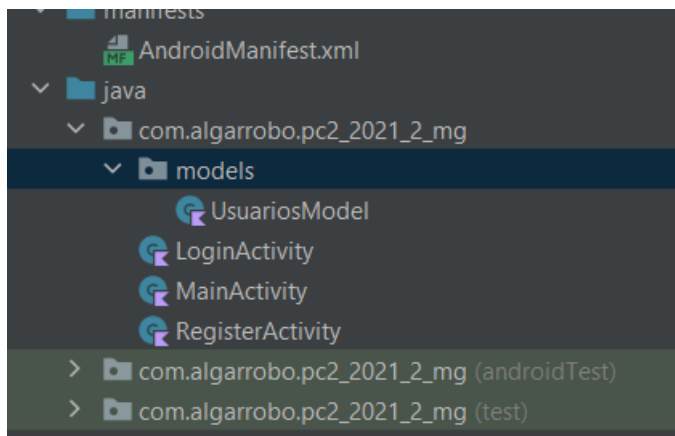 manifests
MF AndroidManifest.xml
java
com.algarrobo.pc2_2021_2_mg
models
UsuariosModel
LoginActivity
MainActivity
RegisterActivity
com.algarrobo.pc2_2021_2_mg (androidTest)
com.algarrobo.pc2_2021_2_mg (test)